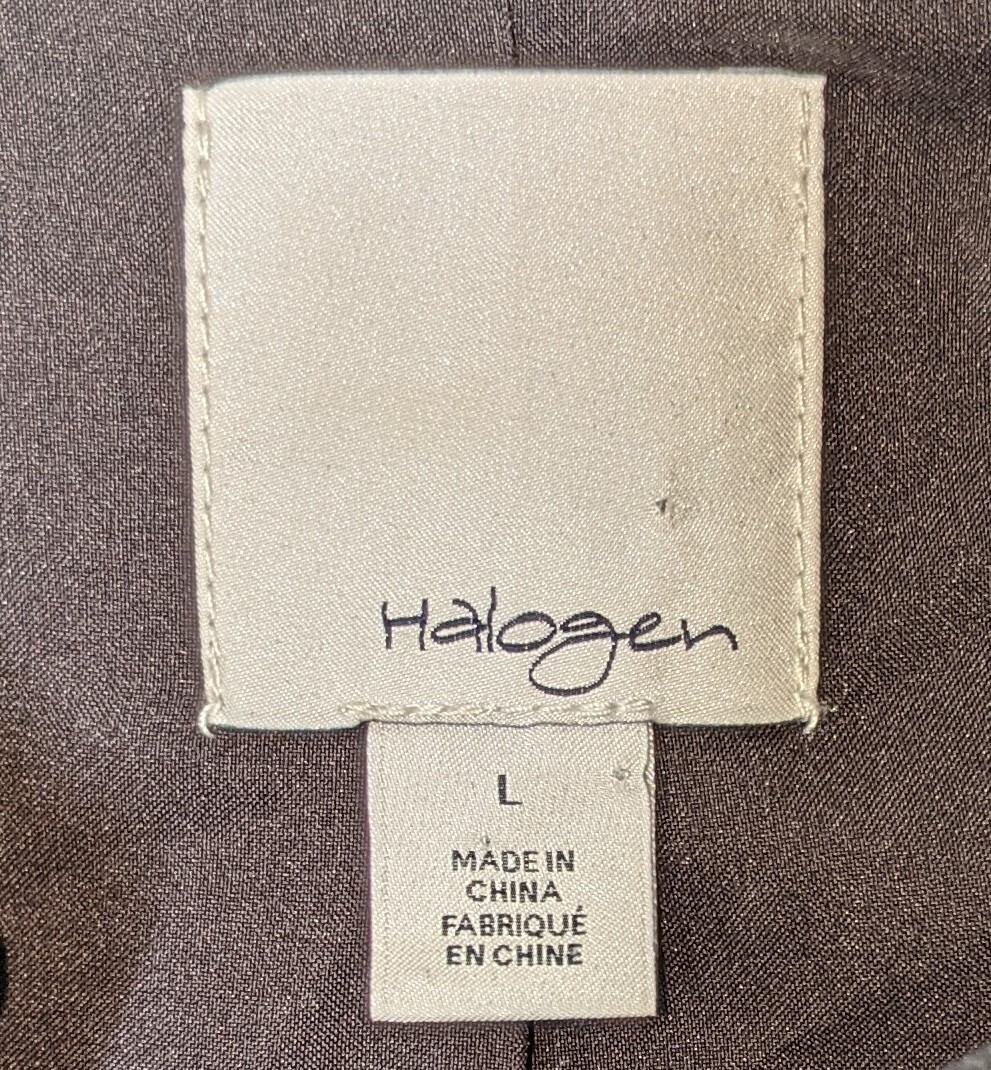 Halogen
L
MADE IN
CHINA
FABRIQUÉ
EN CHINE